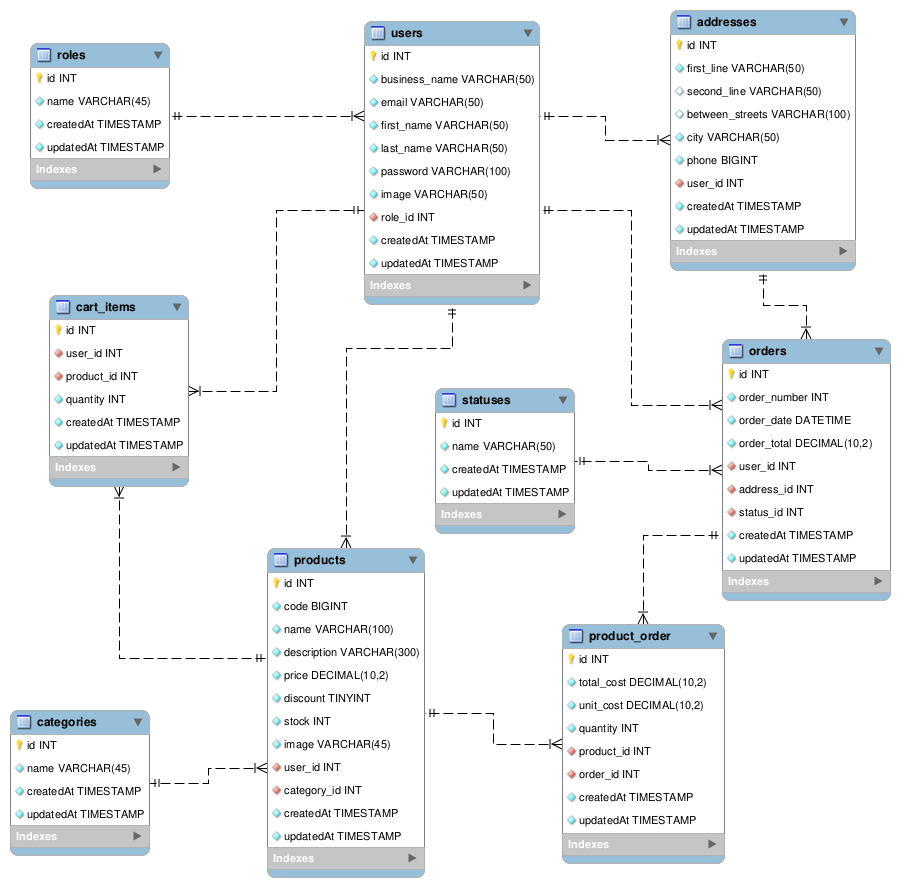 roles
id INT
name VARCHAR(45)
createdAt TIMESTAMP
updatedAt TIMESTAMP
Indexes
users
id INT
business_name VARCHAR(50)
email VARCHAR(50)
first_name VARCHAR(50)
last_name VARCHAR(50)
password VARCHAR(100)
image VARCHAR(50)
role_id INT
createdAt TIMESTAMP
updatedAt TIMESTAMP
Indexes
addresses
id INT
first_line VARCHAR(50)
second_line VARCHAR(50)
between_streets VARCHAR(100)
city VARCHAR(50)
phone BIGINT
user_id INT
createdAt TIMESTAMP
updatedAt TIMESTAMP
Indexes
cart_items
id INT
user_id INT
product_id INT
quantity INT
createdAt TIMESTAMP
updatedAt TIMESTAMP
Indexes
statuses
id INT
name VARCHAR(50)
createdAt TIMESTAMP
updatedAt TIMESTAMP
Indexes
orders
id INT
order_number INT
order_date DATETIME
order_total DECIMAL(10,2)
user_id INT
address_id INT
status_id INT
createdAt TIMESTAMP
updatedAt TIMESTAMP
Indexes
categories
id INT
name VARCHAR(45)
createdAt TIMESTAMP
updatedAt TIMESTAMP
Indexes
products
id INT
code BIGINT
name VARCHAR(100)
description VARCHAR(300)
price DECIMAL(10,2)
discount TINYINT
stock INT
image VARCHAR(45)
user_id INT
category_id INT
createdAt TIMESTAMP
updatedAt TIMESTAMP
Indexes
product_order
id INT
total_cost DECIMAL(10,2)
unit_cost DECIMAL(10,2)
quantity INT
product_id INT
order_id INT
createdAt TIMESTAMP
updatedAt TIMESTAMP
Indexes